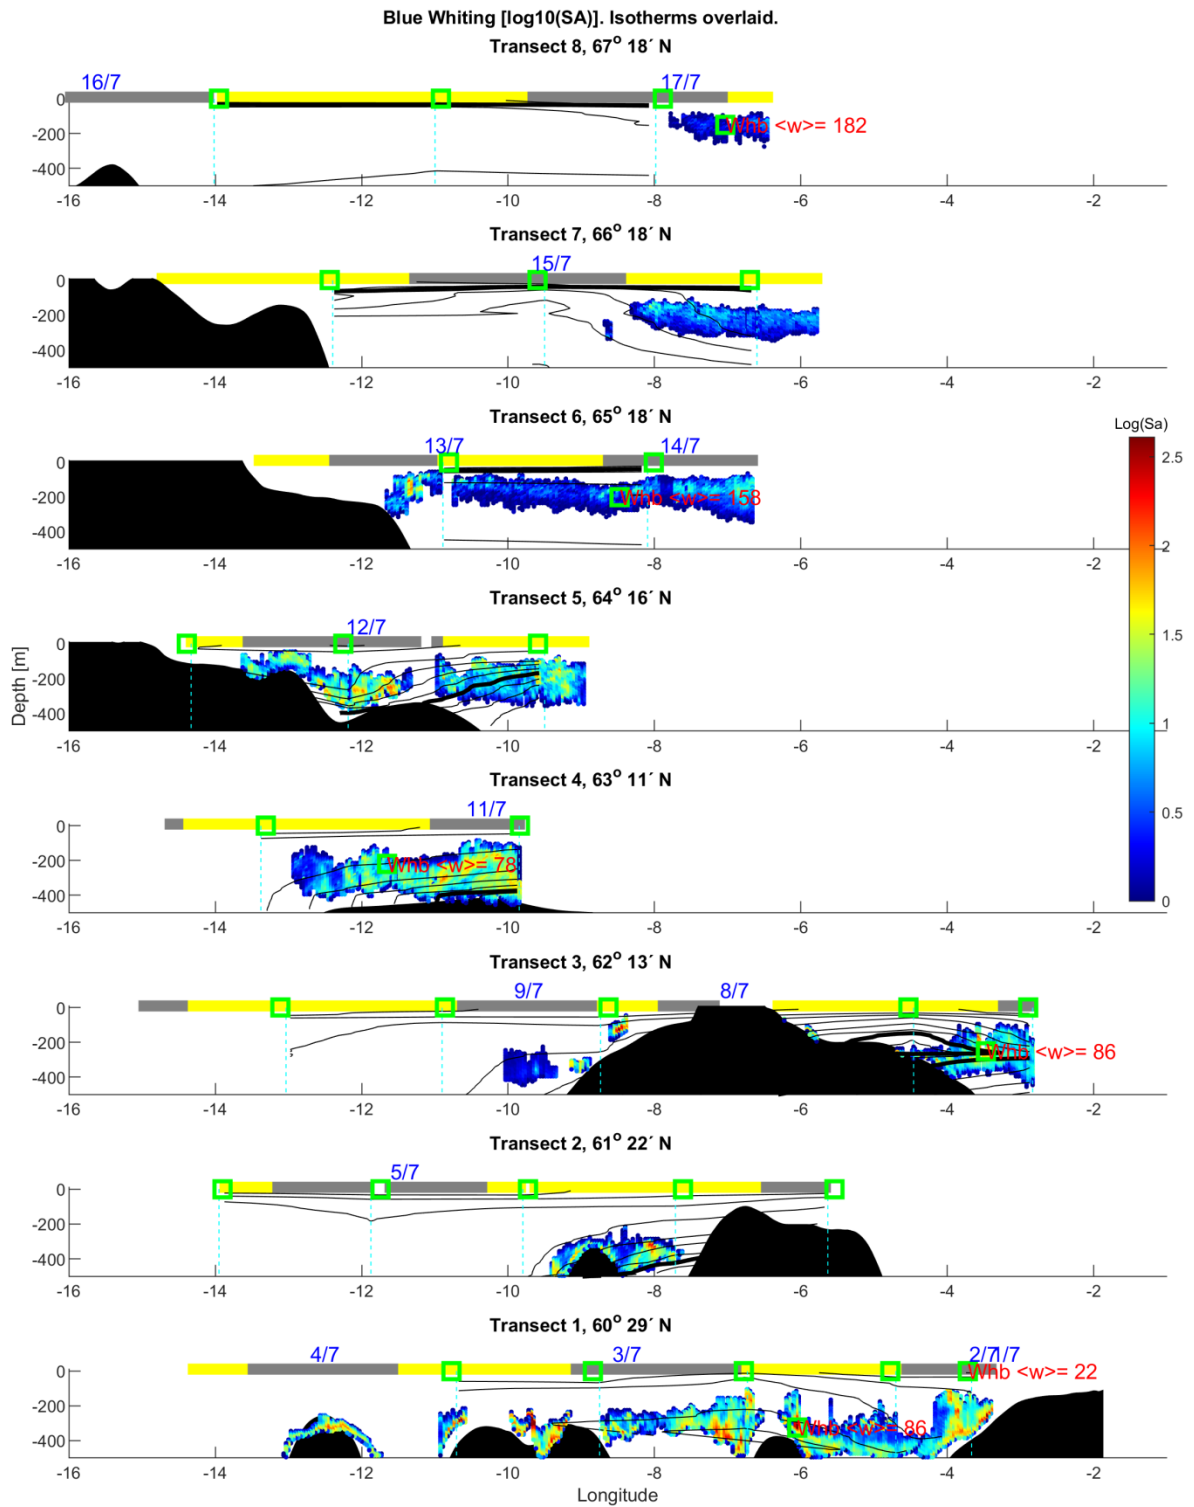 Blue Whiting [log10(SA)]. Isotherms overlaid.
Transect 8, 67° 18´ N
16/7 17/7
0
Whb <w>= 182
-200
-400
-16 -14 -12 -10 -8 -6 -4 -2
Transect 7, 66° 18´ N
15/7
0
-200
-400
-16 -14 -12 -10 -8 -6 -4 -2
Transect 6, 65° 18´ N
Log(Sa)
13/7 14/7
0
2.5
-200
Whb <w>= 158
-400
2
-16 -14 -12 -10 -8 -6 -4 -2
Transect 5, 64° 16´ N
12/7
0
1.5
-200
-400
1
-16 -14 -12 -10 -8 -6 -4 -2
Depth [m]
Transect 4, 63° 11´ N
11/7
0
0.5
-200
Whb <w>= 78
-400
0
-16 -14 -12 -10 -8 -6 -4 -2
Transect 3, 62° 13´ N
9/7 8/7
0
-200
Whb <w>= 86
-400
-16 -14 -12 -10 -8 -6 -4 -2
Transect 2, 61° 22´ N
5/7
0
-200
-400
-16 -14 -12 -10 -8 -6 -4 -2
Transect 1, 60° 29´ N
4/7 3/7 2/7 1/7
0
Whb <w>= 22
-200
Whb <w>= 86
-400
-16 -14 -12 -10 -8 -6 -4 -2
Longitude